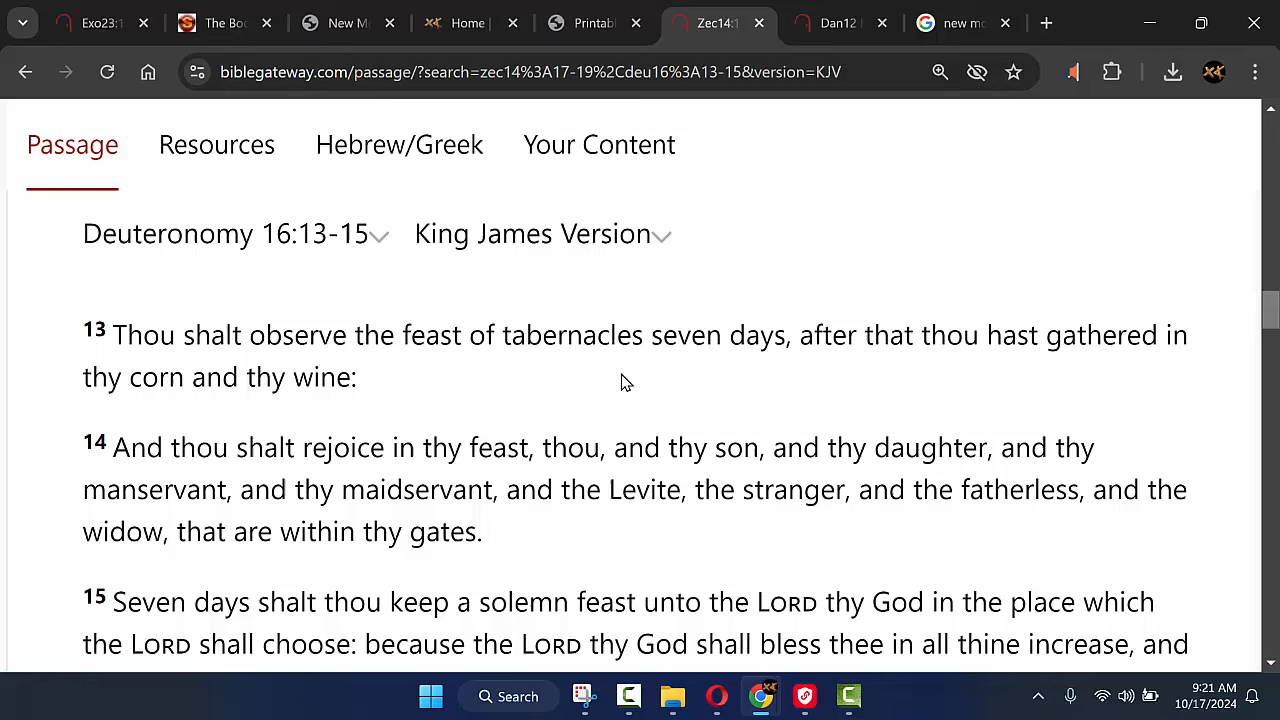 Exo23:1
The Boo
New Mo
Home
Printabl
Zec14:1
Dan12
new mo
biblegateway.com/passage/?search=zec14%3A17-19%2Cdeu16%3A13-15&version=KJV
Passage Resources Hebrew/Greek Your Content
Deuteronomy 16:13-15 King James Version
13 Thou shalt observe the feast of tabernacles seven days, after that thou hast gathered in
thy corn and thy wine:
14 And thou shalt rejoice in thy feast, thou, and thy son, and thy daughter, and thy
manservant, and thy maidservant, and the Levite, the stranger, and the fatherless, and the
widow, that are within thy gates.
15 Seven days shalt thou keep a solemn feast unto the LORD thy God in the place which
the LORD shall choose: because the LORD thy God shall bless thee in all thine increase, and
Search
9:21 AM
10/17/2024